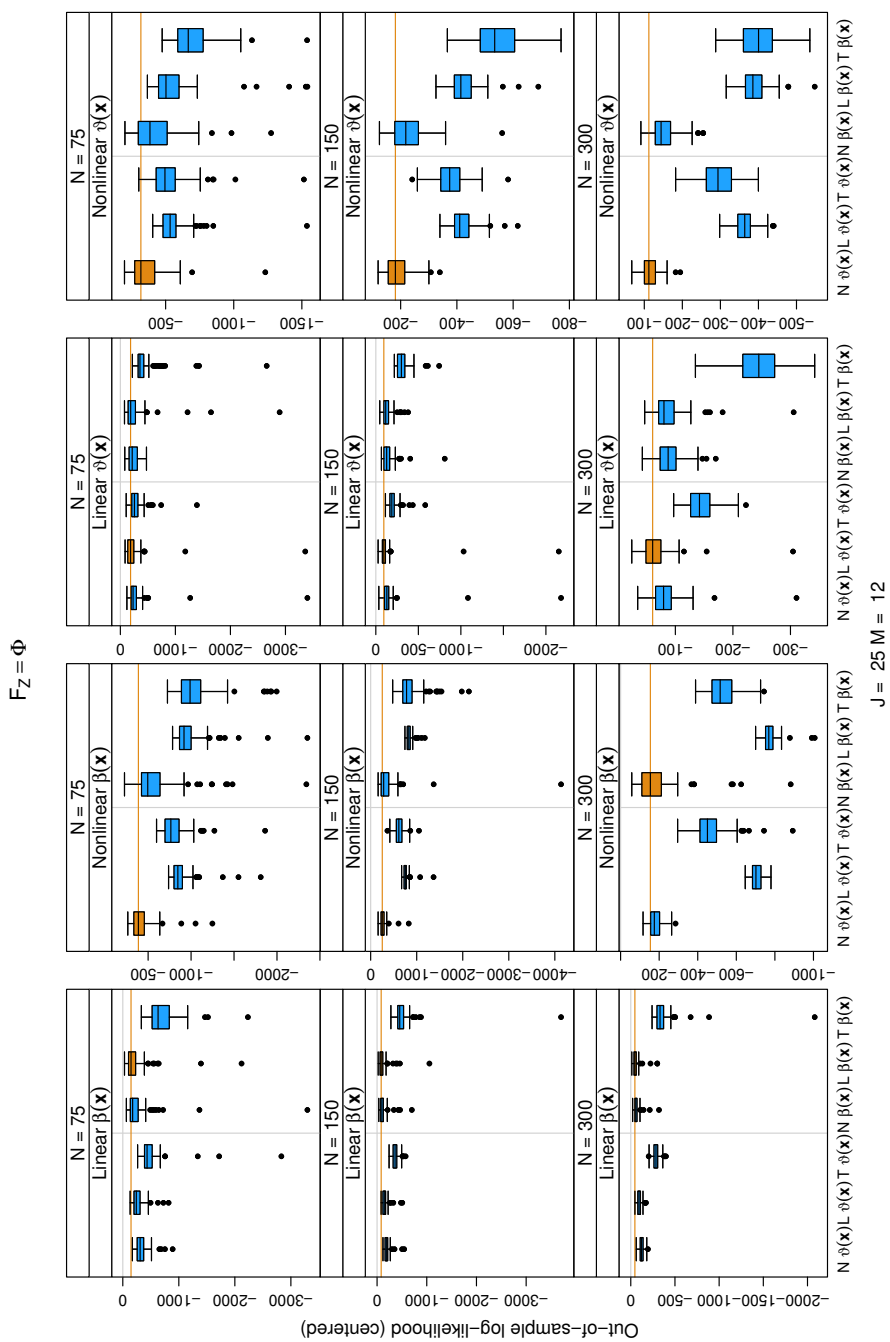 F_Z = Φ
Out−of−sample log−likelihood (centered)
N = 75
Linear β(x)
0
−1000
−2000
−3000
N = 75
Nonlinear β(x)
−500
−1000
−2000
N = 75
Linear ϑ(x)
0
−1000
−2000
−3000
N = 75
Nonlinear ϑ(x)
−500
−1000
−1500
N = 150
0
−1000
−2000
−3000
N = 150
0
−1000
−2000
−3000
−4000
N = 150
0
−500
−1000
−2000
N = 150
−200
−400
−600
−800
N = 300
Linear β(x)
0
−500
−1000
−1500
−2000
N = 300
Nonlinear β(x)
−200
−400
−600
−1000
N = 300
Linear ϑ(x)
−100
−200
−300
N = 300
Nonlinear ϑ(x)
−100
−200
−300
−400
−500
N ϑ(x) L ϑ(x) T ϑ(x) N β(x) L β(x) T β(x)
N ϑ(x) L ϑ(x) T ϑ(x) N β(x) L β(x) T β(x)
N ϑ(x) L ϑ(x) T ϑ(x) N β(x) L β(x) T β(x)
N ϑ(x) L ϑ(x) T ϑ(x) N β(x) L β(x) T β(x)
J = 25 M = 12